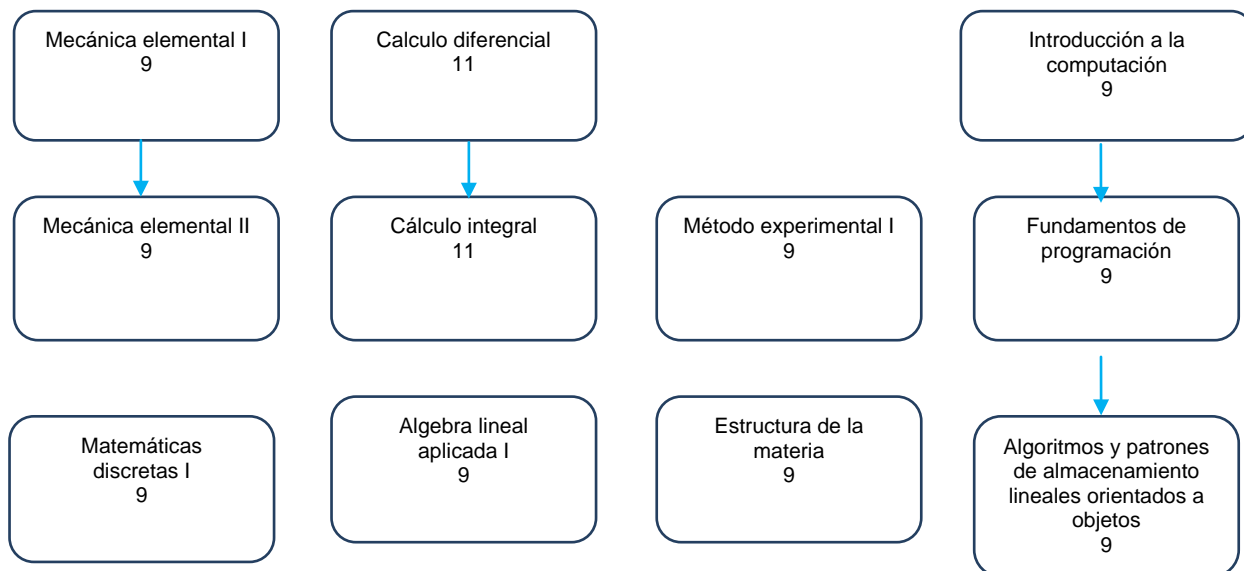 Mecánica elemental I
9
Calculo diferencial
11
Introducción a la
computación
9
Mecánica elemental II
9
Cálculo integral
11
Método experimental I
9
Fundamentos de
programación
9
Matemáticas
discretas I
9
Algebra lineal
aplicada I
9
Estructura de la
materia
9
Algoritmos y patrones
de almacenamiento
lineales orientados a
objetos
9